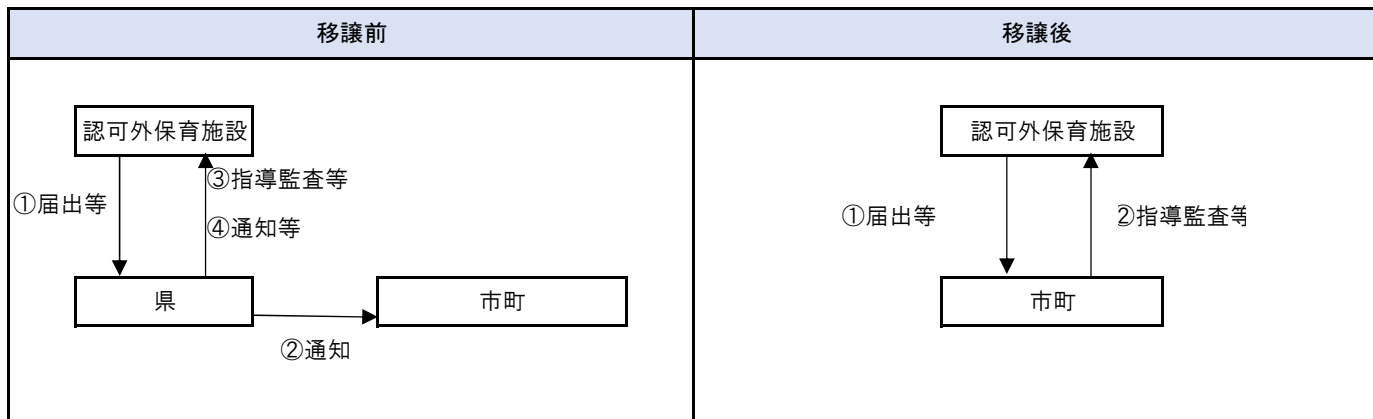 移譲前
移譲後
認可外保育施設
③指導監査等
①届出等
④通知等
県
市町
②通知
認可外保育施設
①届出等
②指導監査等
市町